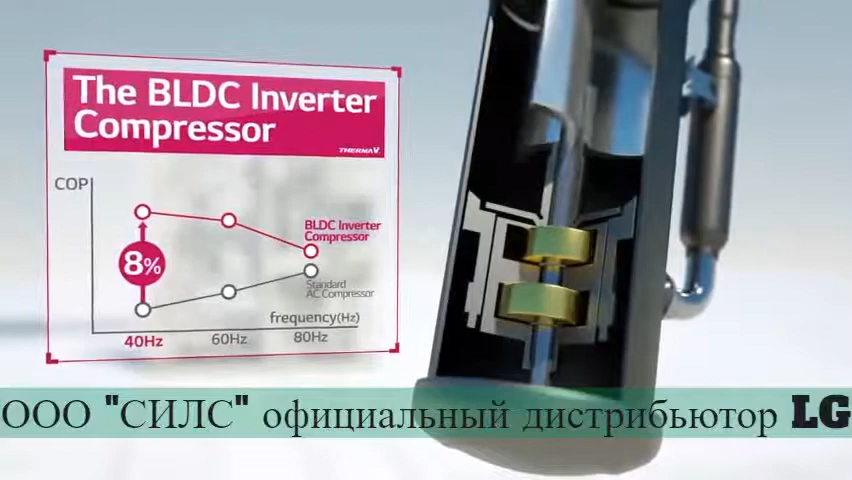 The BLDC Inverter
Compressor
THERMA V
COP
BLDC Inverter
Compressor
8%
Standard
AC Compressor
frequency(Hz)
40Hz 60Hz 80Hz
ООО "СИЛС" официальный дистрибьютор LG